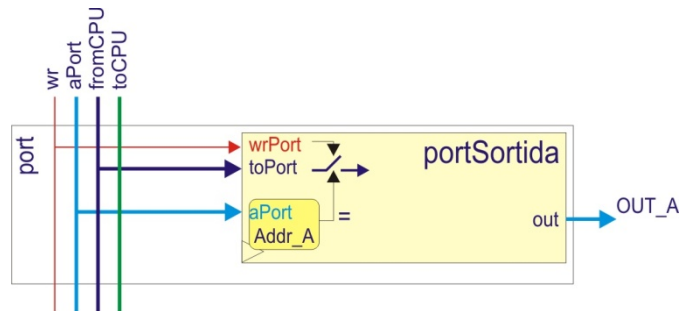 wr
aPort
fromCPU
toCPU
port
wrPort
toPort
portSortida
aPort
Addr_A
=
out
OUT_A